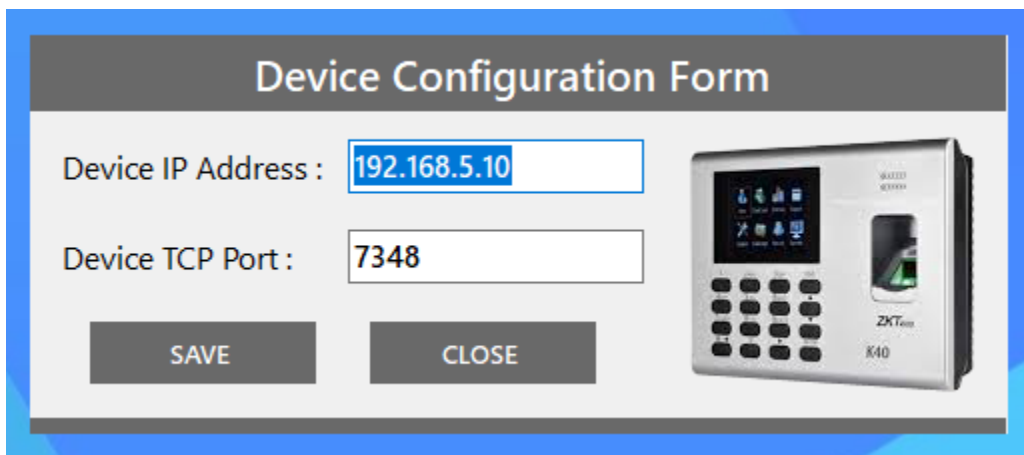 Device Configuration Form
Device IP Address :
192.168.5.10
Device TCP Port :
7348
SAVE
CLOSE
ZKTeco
K40